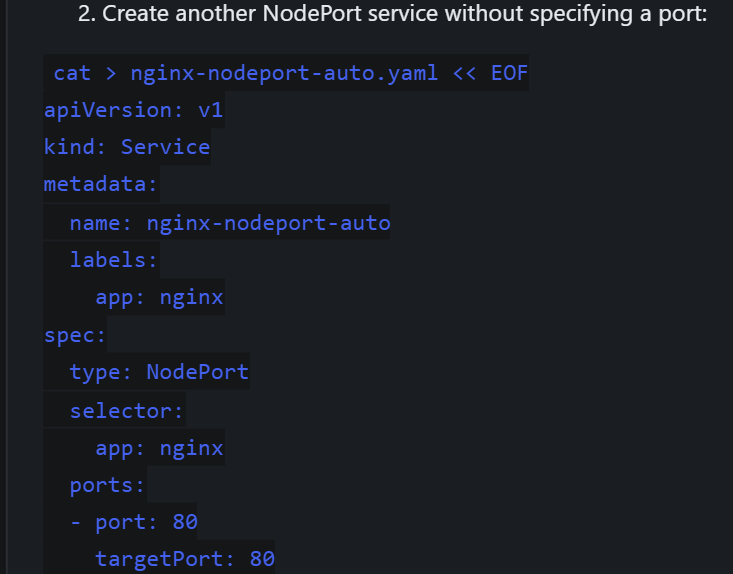 2. Create another NodePort service without specifying a port:
cat > nginx-nodeport-auto.yaml << EOF
apiVersion: v1
kind: Service
metadata:
  name: nginx-nodeport-auto
  labels:
    app: nginx
spec:
  type: NodePort
  selector:
    app: nginx
  ports:
  - port: 80
    targetPort: 80